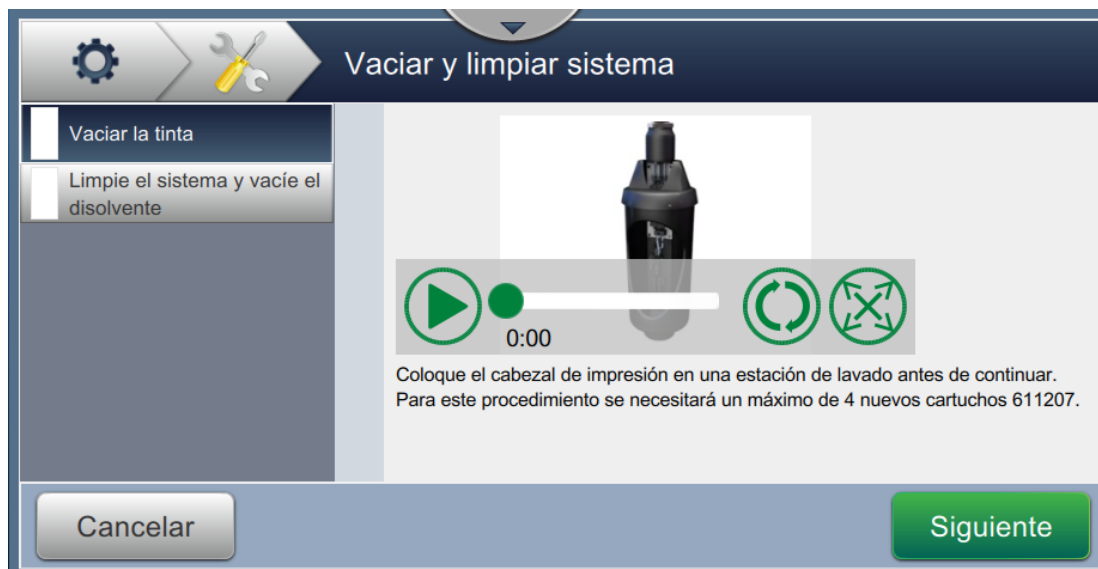 Vaciar y limpiar sistema
Vaciar la tinta
Limpie el sistema y vacíe el
disolvente
0:00
Coloque el cabezal de impresión en una estación de lavado antes de continuar.
Para este procedimiento se necesitará un máximo de 4 nuevos cartuchos 611207.
Cancelar
Siguiente